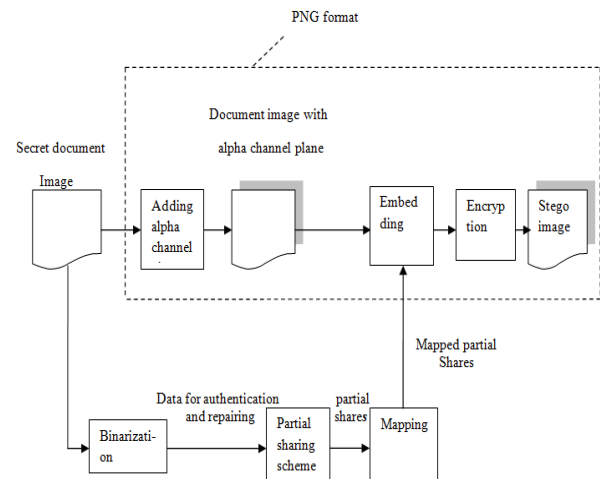 PNG format
Document image with
alpha channel plane
Secret document
Image
Adding
alpha
channel
Embed
ding
Encryp
tion
Stego
image
Mapped partial
Shares
Data for authentication
and repairing
partial
shares
Binarizati-
on
Partial
sharing
scheme
Mapping